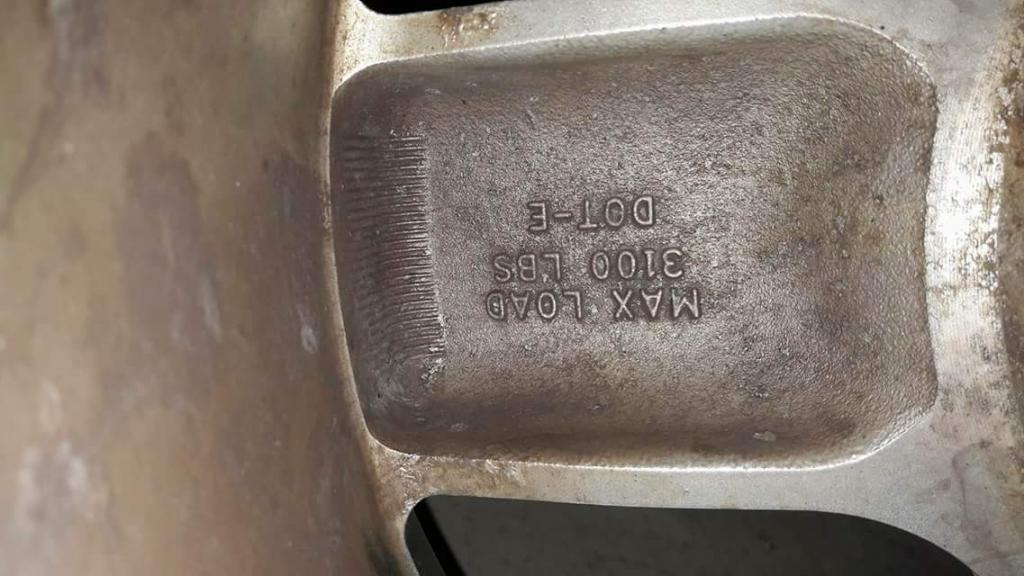 MAX LOAD
3100 LBS
DOT-E